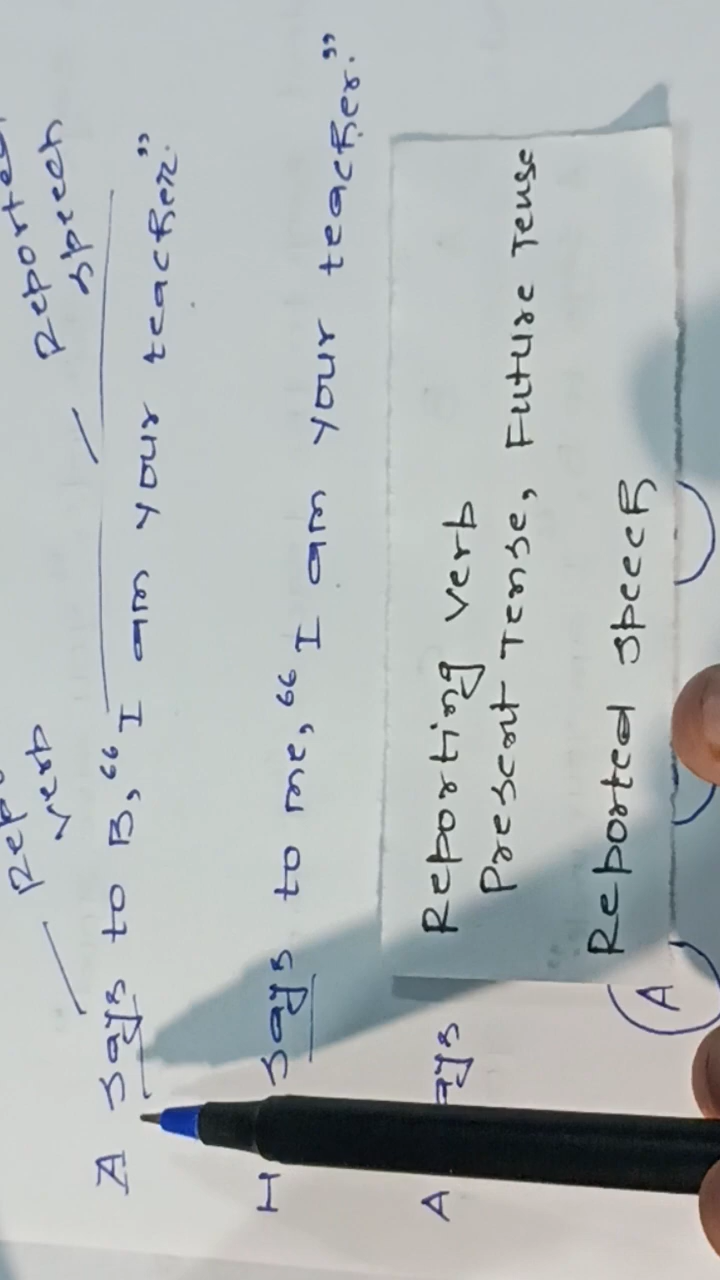 Reported
speech
verb
A says to B, “I am your teacher.”
H says to me, “I am your teacher.”
Reporting verb
Present Tense, Future Tense
Reported speech
A ays
A